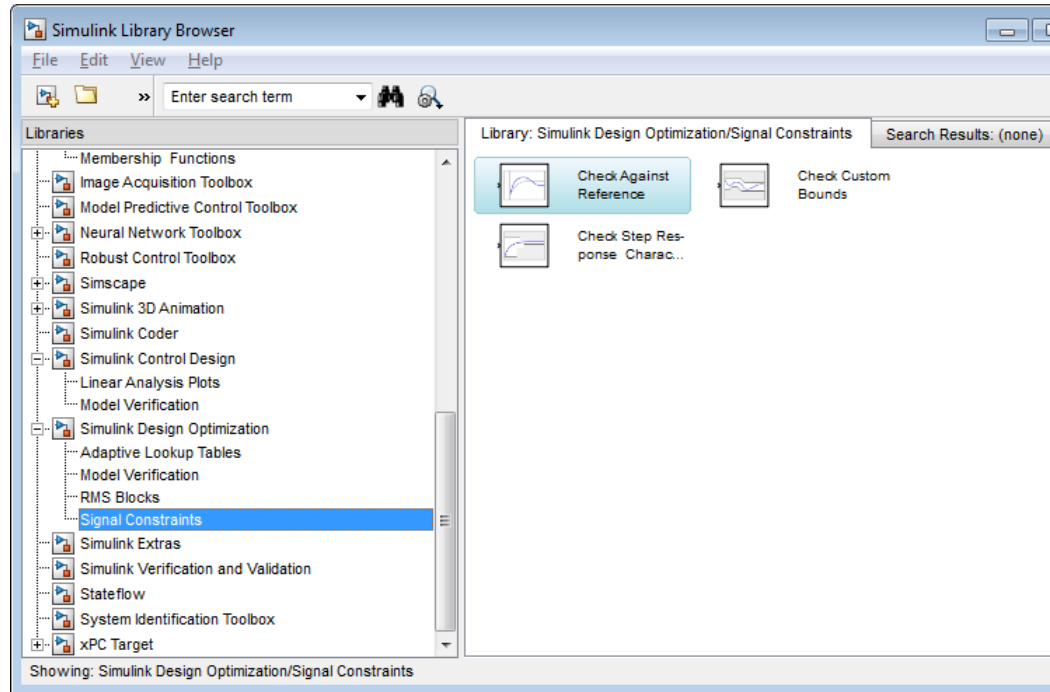 Simulink Library Browser
File Edit View Help
» Enter search term
Libraries
Membership Functions
Image Acquisition Toolbox
Model Predictive Control Toolbox
Neural Network Toolbox
Robust Control Toolbox
Simscape
Simulink 3D Animation
Simulink Coder
Simulink Control Design
Linear Analysis Plots
Model Verification
Simulink Design Optimization
Adaptive Lookup Tables
Model Verification
RMS Blocks
Signal Constraints
Simulink Extras
Simulink Verification and Validation
Stateflow
System Identification Toolbox
xPC Target
Library: Simulink Design Optimization/Signal Constraints
Search Results: (none)
Check Against
Reference
Check Custom
Bounds
Check Step Res-
ponse Charac...
Showing: Simulink Design Optimization/Signal Constraints